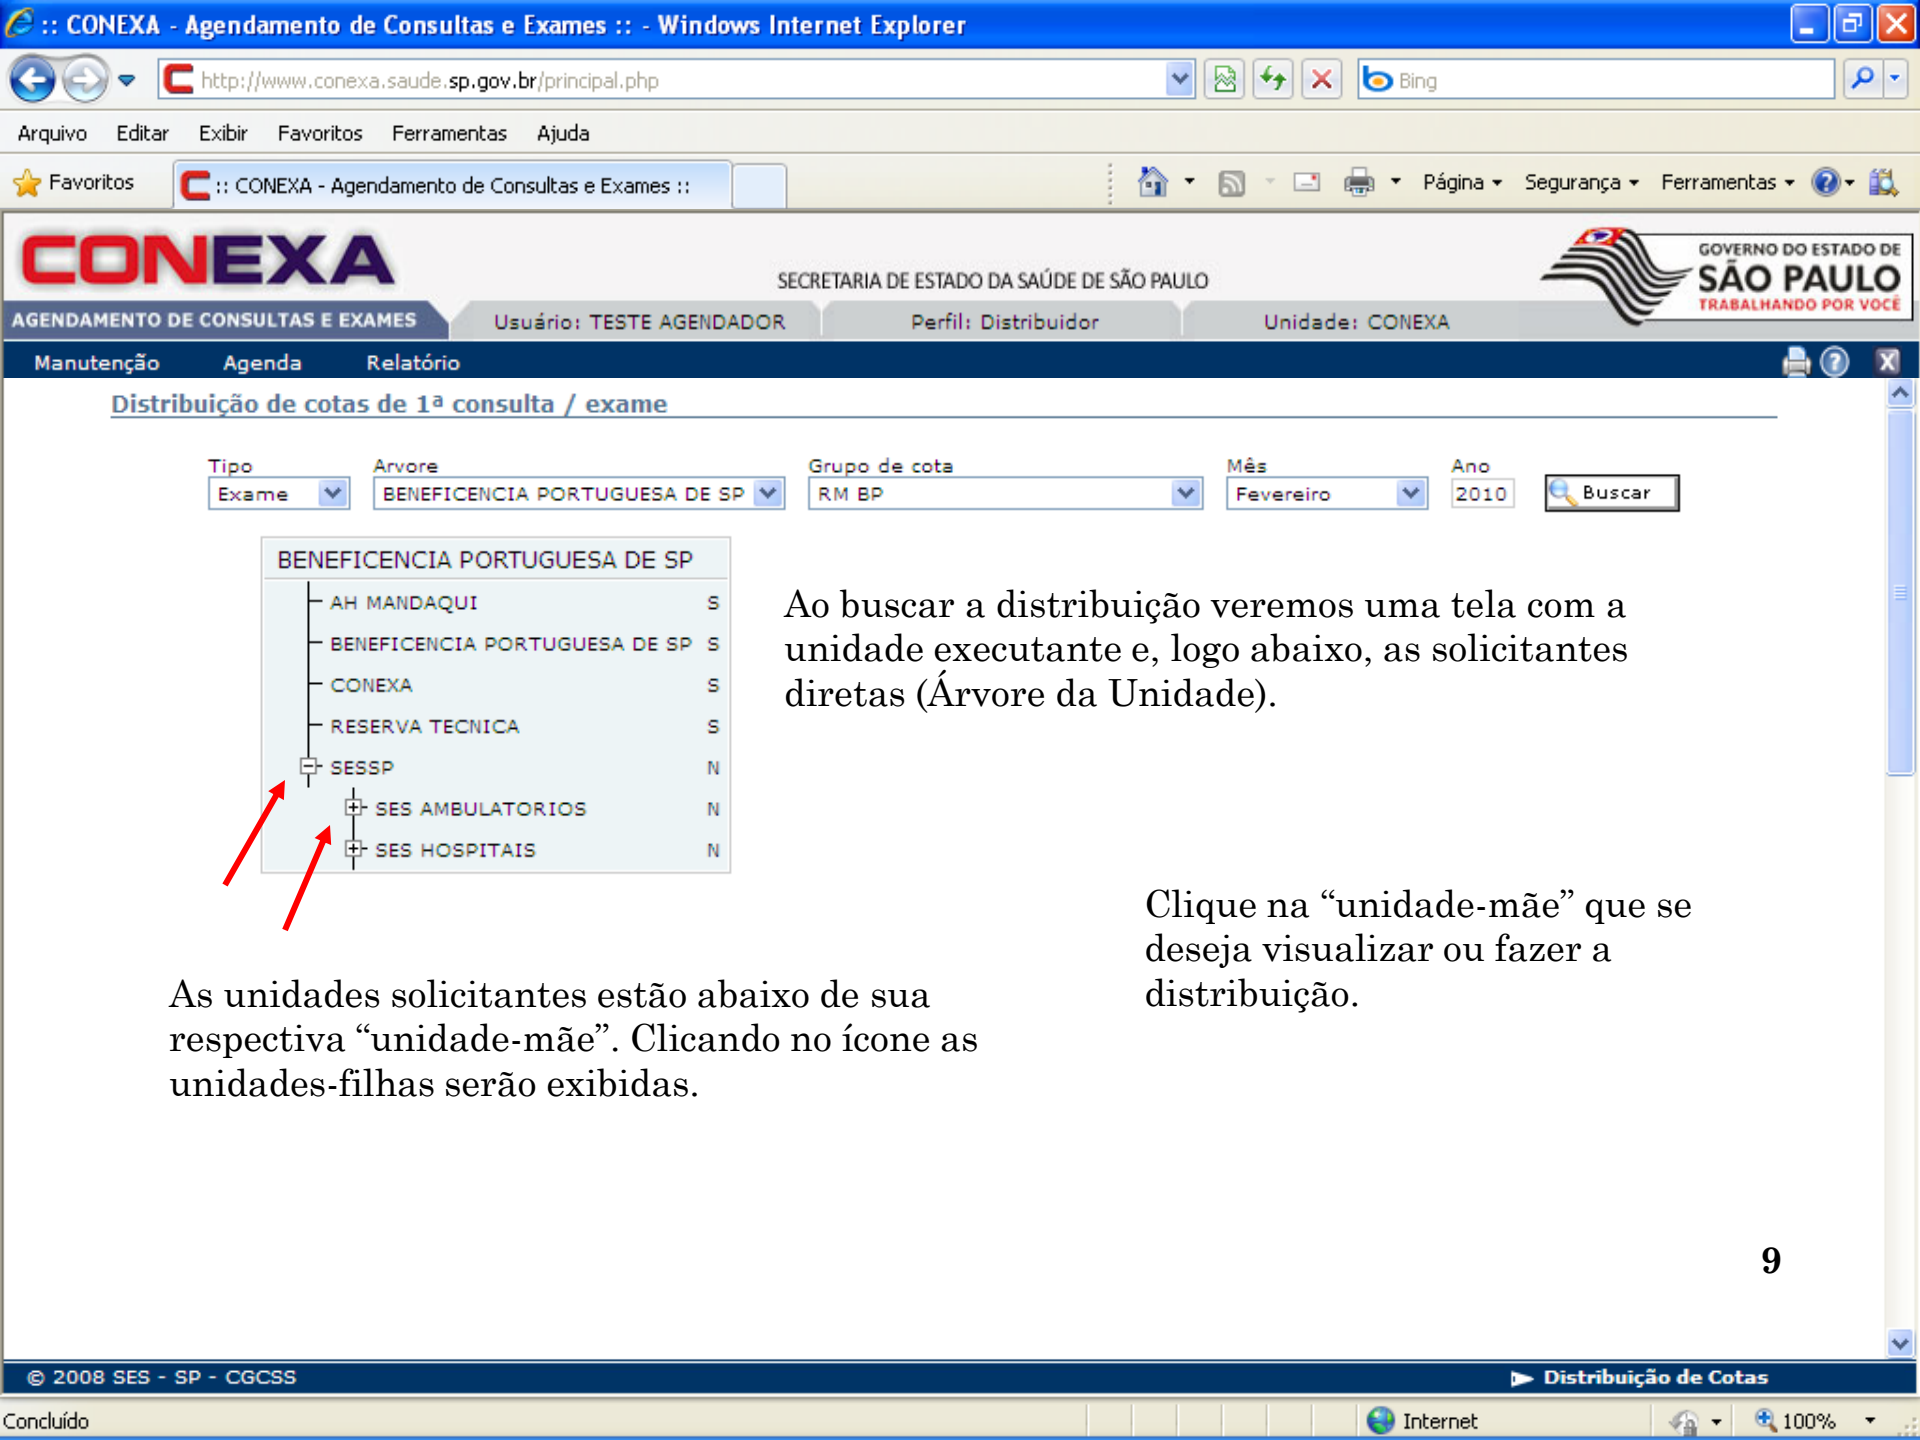 :: CONEXA - Agendamento de Consultas e Exames :: - Windows Internet Explorer
http://www.conexa.saude.sp.gov.br/principal.php
Bing
Arquivo Editar Exibir Favoritos Ferramentas Ajuda
Favoritos :: CONEXA - Agendamento de Consultas e Exames :: Página Segurança Ferramentas
CONEXA
SECRETARIA DE ESTADO DA SAÚDE DE SÃO PAULO
GOVERNO DO ESTADO DE
SÃO PAULO
TRABALHANDO POR VOCÊ
AGENDAMENTO DE CONSULTAS E EXAMES Usuário: TESTE AGENDADOR Perfil: Distribuidor Unidade: CONEXA
Manutenção Agenda Relatório
Distribuição de cotas de 1ª consulta / exame
Tipo Arvore Grupo de cota Mês Ano
Exame BENEFICENCIA PORTUGUESA DE SP RM BP Fevereiro 2010 Buscar
BENEFICENCIA PORTUGUESA DE SP
AH MANDAQUI S
BENEFICENCIA PORTUGUESA DE SP S
CONEXA S
RESERVA TECNICA S
SESSP N
SES AMBULATORIOS N
SES HOSPITAIS N
Ao buscar a distribuição veremos uma tela com a
unidade executante e, logo abaixo, as solicitantes
diretas (Árvore da Unidade).
Clique na “unidade-mãe” que se
deseja visualizar ou fazer a
distribuição.
As unidades solicitantes estão abaixo de sua
respectiva “unidade-mãe”. Clicando no ícone as
unidades-filhas serão exibidas.
9
© 2008 SES - SP - CGCSS Distribuição de Cotas
Concluído Internet 100%